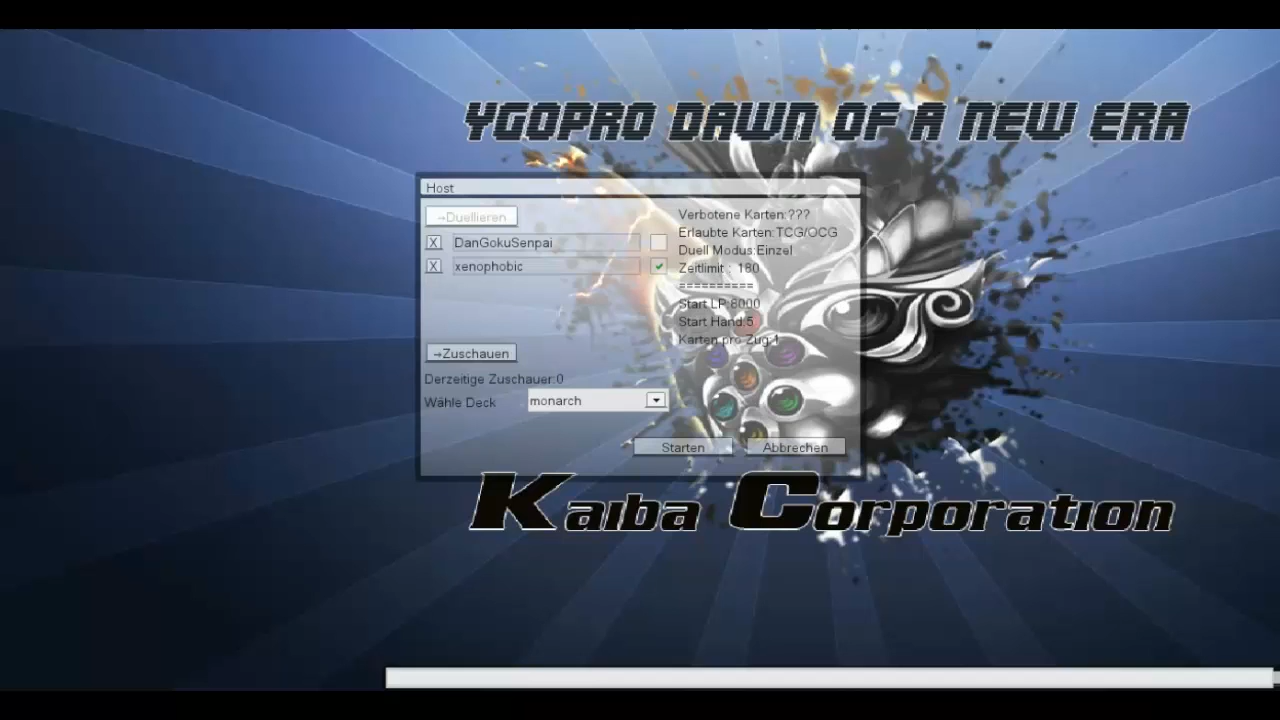 YGOPRO DAWN OF A NEW ERA
Host
→Duellieren
X DanGokuSenpai
X xenophobic
Verbotene Karten:???
Erlaubte Karten:TCG/OCG
Duell Modus:Einzel
Zeitlimit : 180
==========
Start LP:8000
Start Hand:5
Karten pro Zug:1
→Zuschauen
Derzeitige Zuschauer:0
Wähle Deck monarch
Starten Abbrechen
Kaiba Corporation